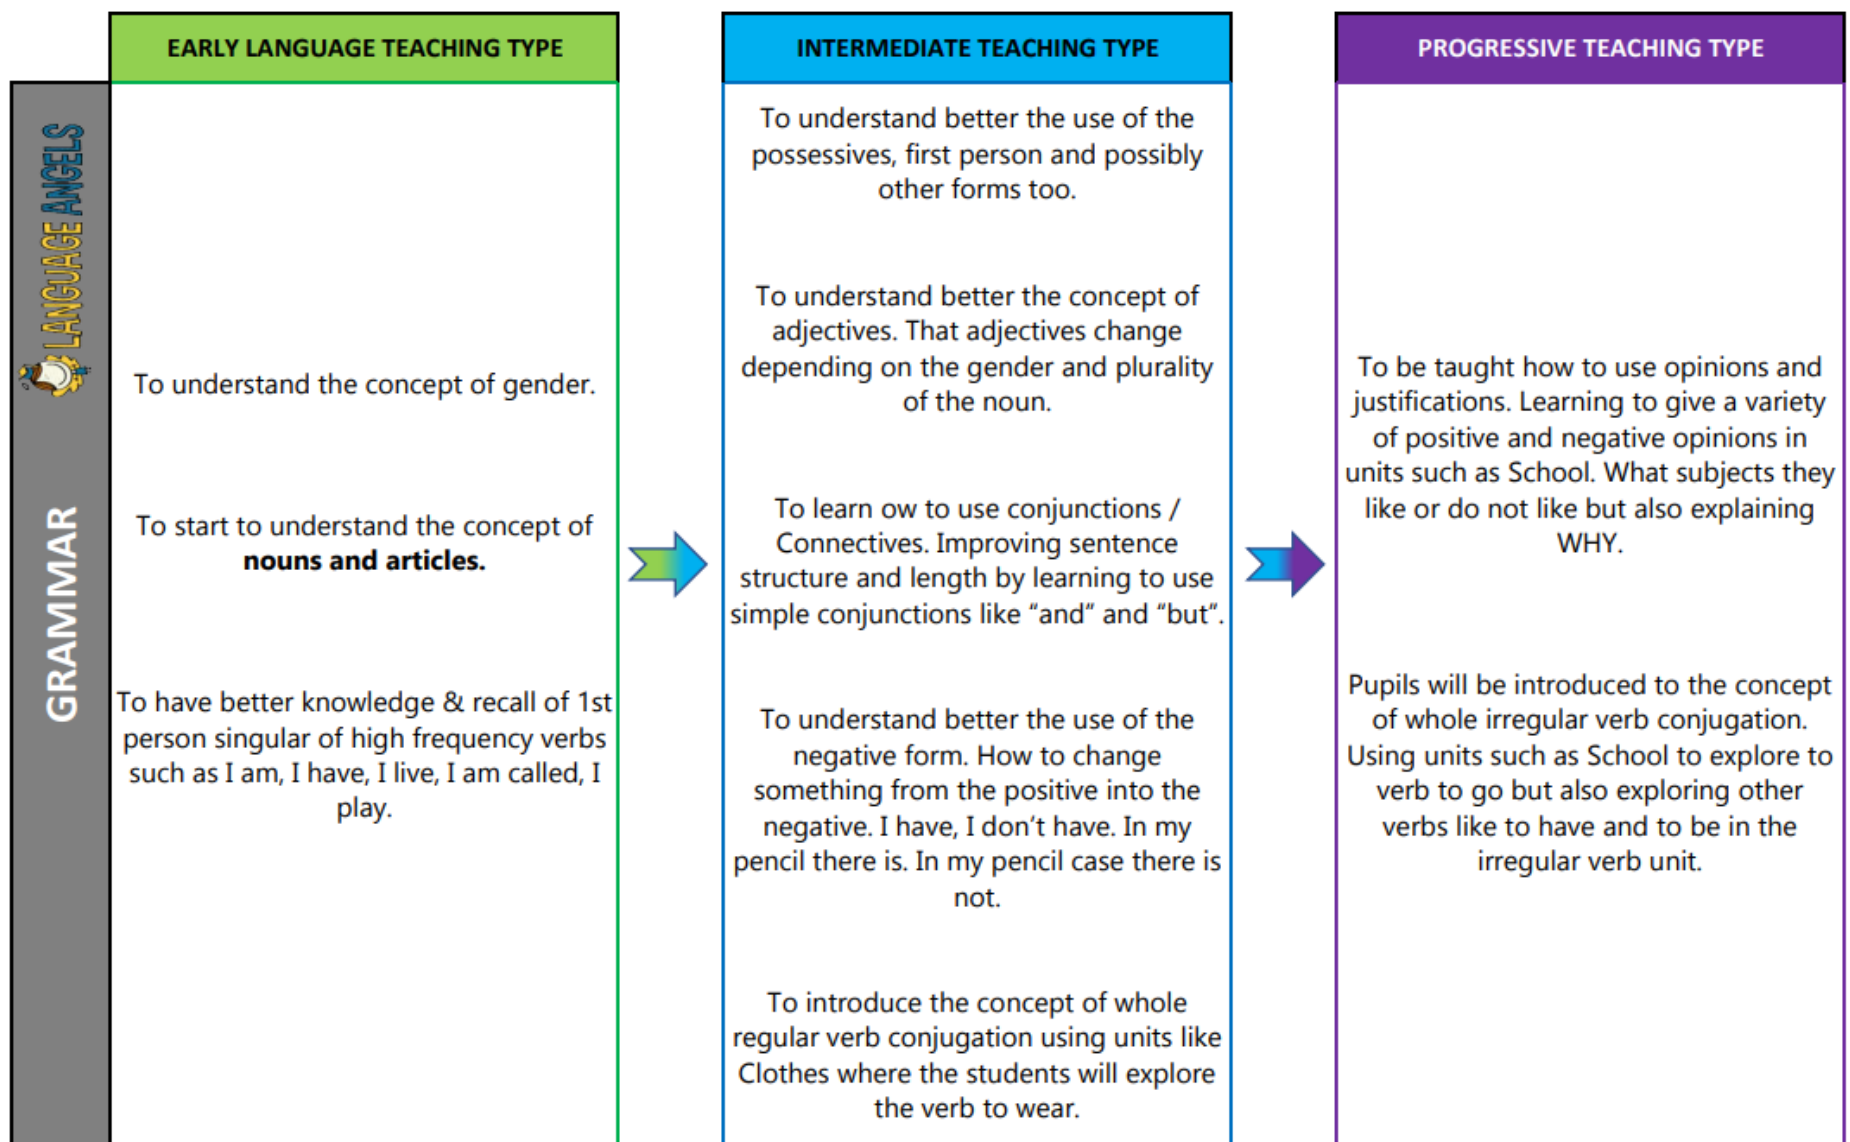 EARLY LANGUAGE TEACHING TYPE
INTERMEDIATE TEACHING TYPE
PROGRESSIVE TEACHING TYPE
LANGUAGE ANGELS
GRAMMAR
To understand the concept of gender.
To start to understand the concept of
nouns and articles.
To have better knowledge & recall of 1st
person singular of high frequency verbs
such as I am, I have, I live, I am called, I
play.
To understand better the use of the
possessives, first person and possibly
other forms too.
To understand better the concept of
adjectives. That adjectives change
depending on the gender and plurality
of the noun.
To learn ow to use conjunctions /
Connectives. Improving sentence
structure and length by learning to use
simple conjunctions like “and” and “but”.
To understand better the use of the
negative form. How to change
something from the positive into the
negative. I have, I don’t have. In my
pencil there is. In my pencil case there is
not.
To introduce the concept of whole
regular verb conjugation using units like
Clothes where the students will explore
the verb to wear.
To be taught how to use opinions and
justifications. Learning to give a variety
of positive and negative opinions in
units such as School. What subjects they
like or do not like but also explaining
WHY.
Pupils will be introduced to the concept
of whole irregular verb conjugation.
Using units such as School to explore to
verb to go but also exploring other
verbs like to have and to be in the
irregular verb unit.